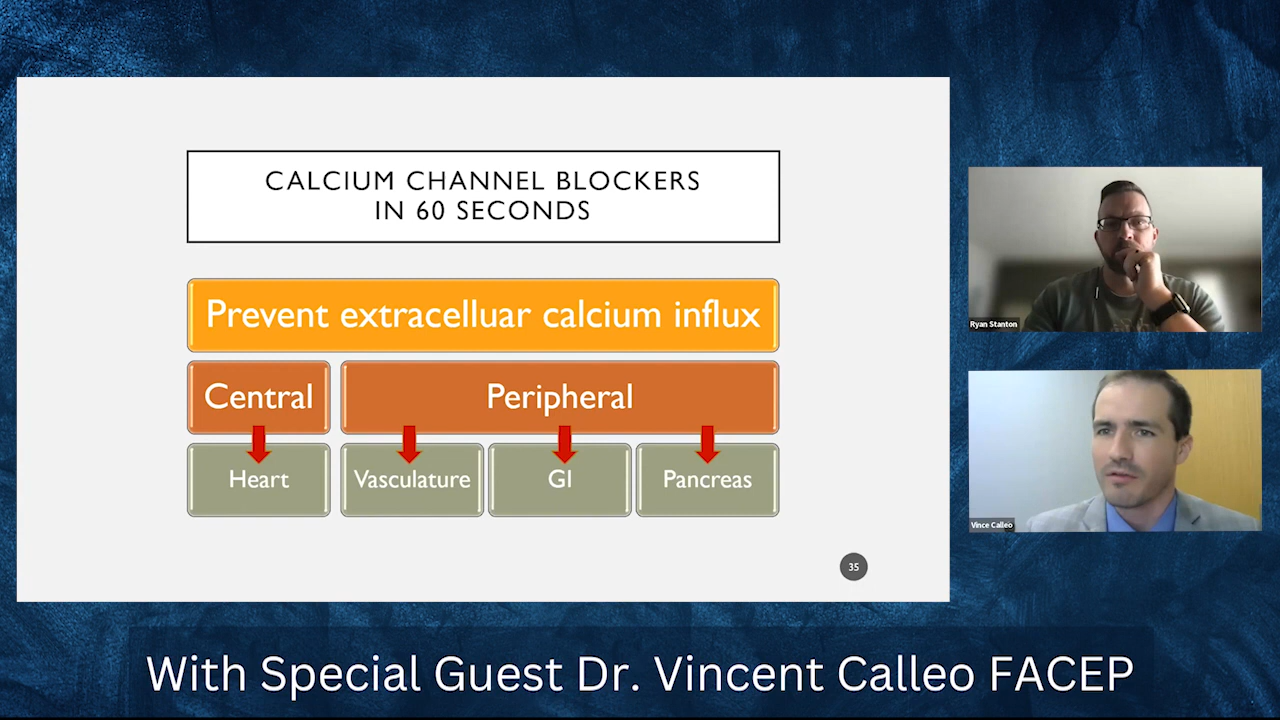 CALCIUM CHANNEL BLOCKERS
IN 60 SECONDS
Prevent extracelluar calcium influx
Central
Peripheral
Heart
Vasculature
GI
Pancreas
35
Ryan Stanton
Vince Calleo
With Special Guest Dr. Vincent Calleo FACEP